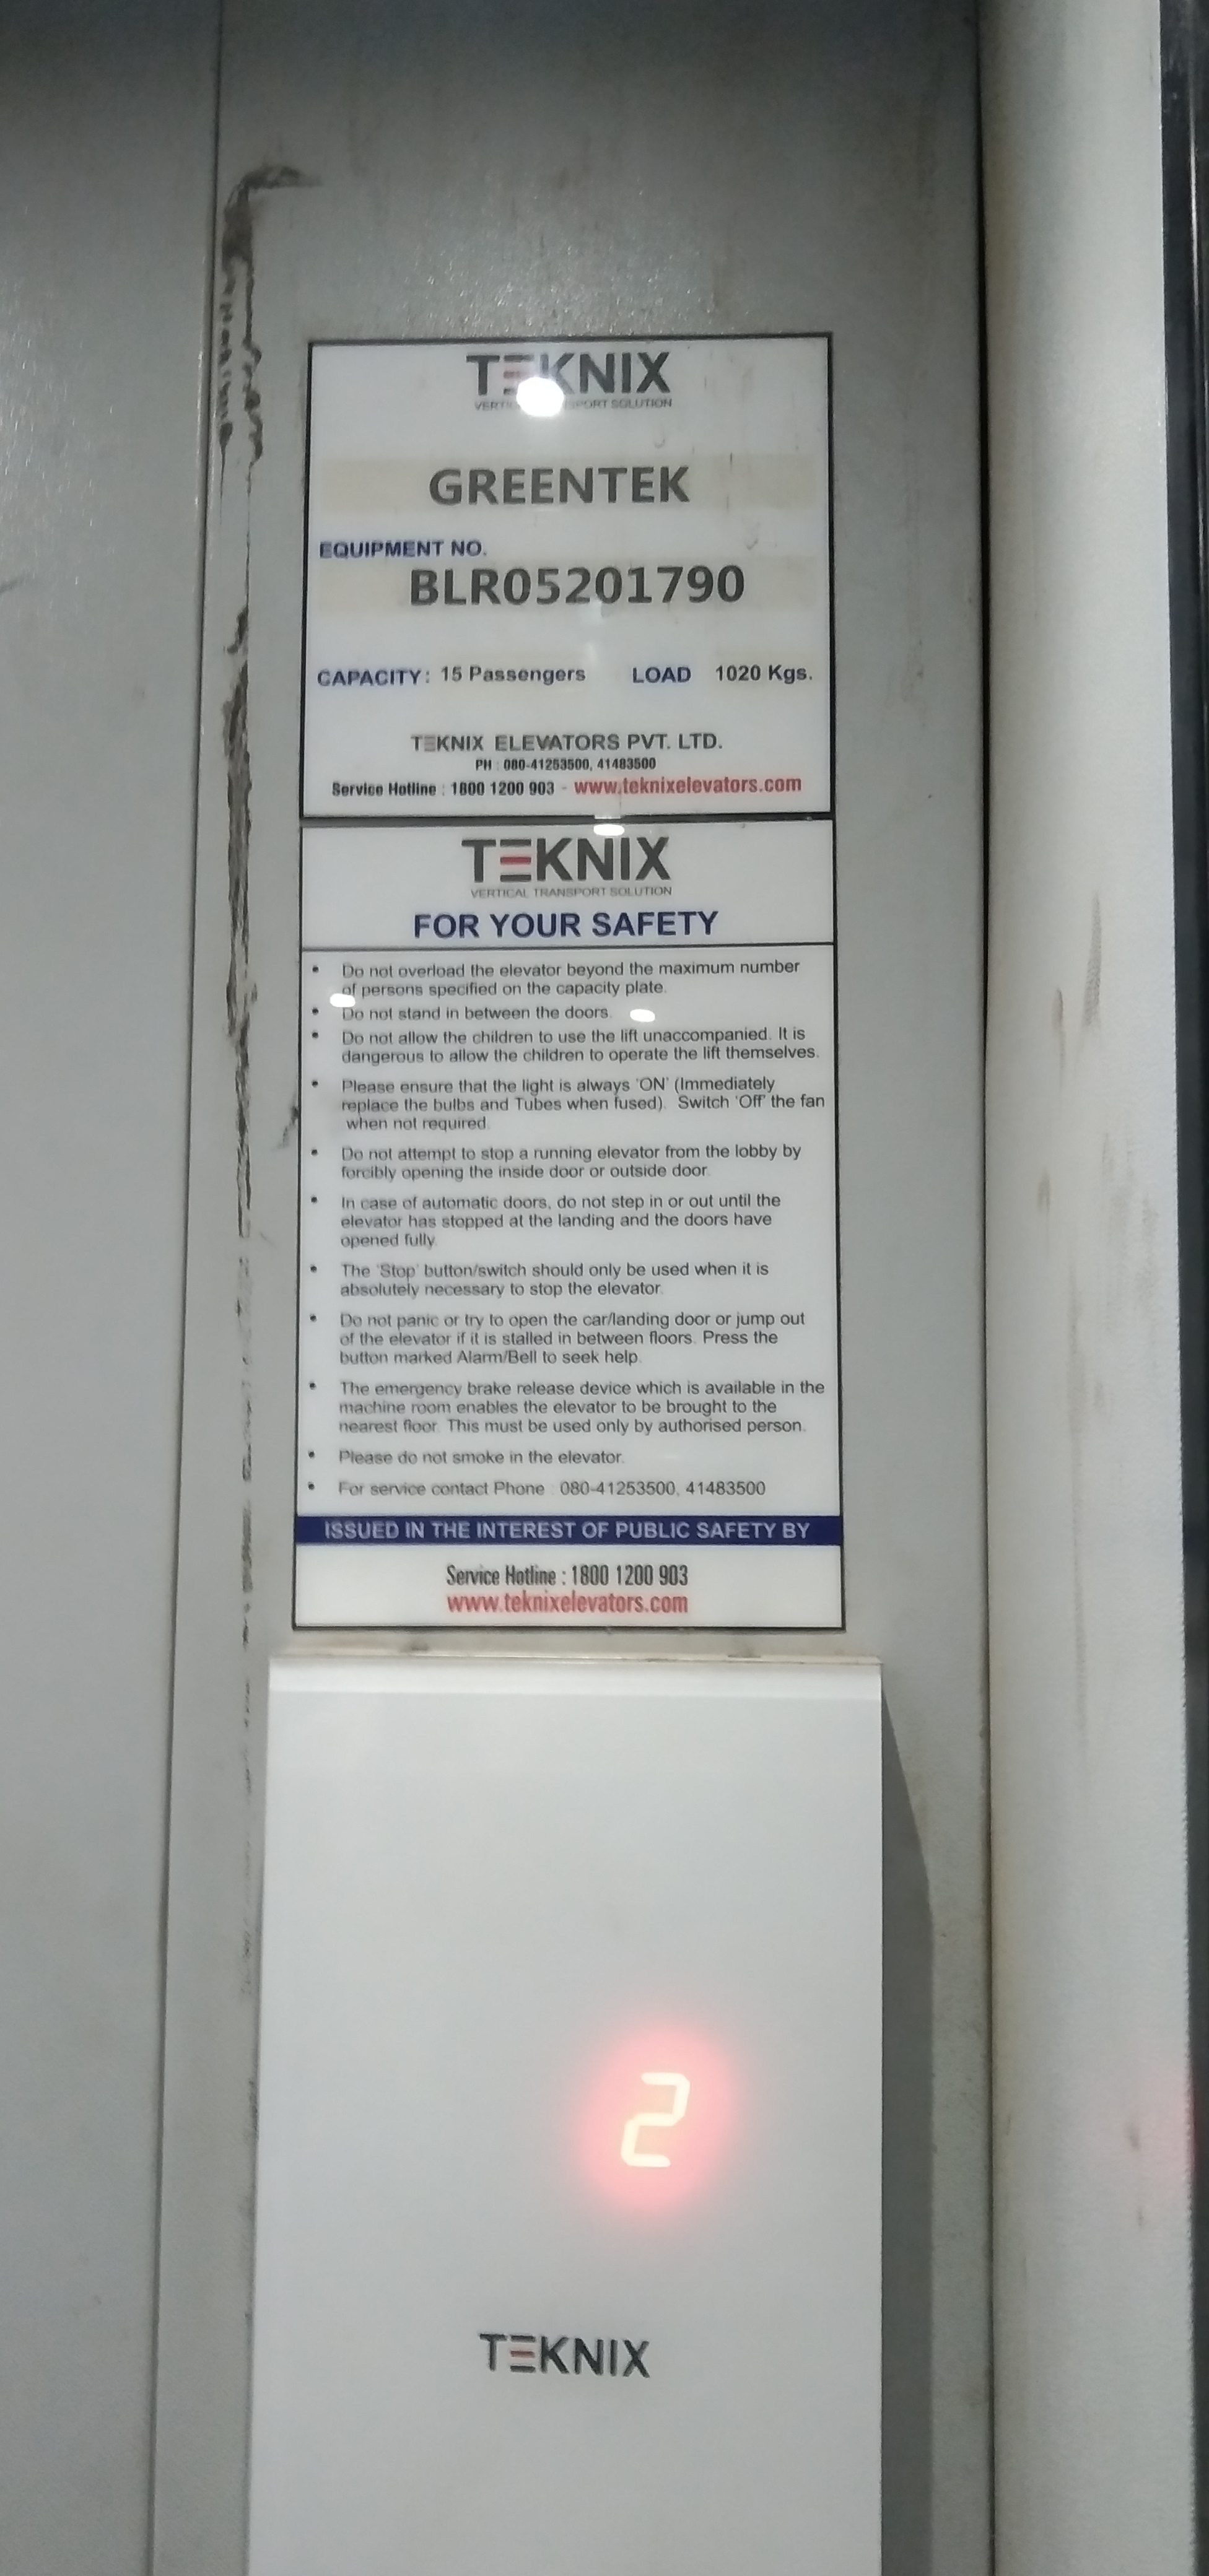 TEKNIX
GREENTEK
EQUIPMENT NO.
BLR05201790
CAPACITY: 15 Passengers LOAD 1020 Kgs.
TEKNIX ELEVATORS PVT. LTD.
PH : 080-41253500, 41483500
Service Hotline : 1800 1200 903 - www.teknixelevators.com
TEKNIX
VERTICAL TRANSPORT SOLUTION
FOR YOUR SAFETY
• Do not overload the elevator beyond the maximum number
of persons specified on the capacity plate.
• Do not stand in between the doors.
• Do not allow the children to use the lift unaccompanied. It is
dangerous to allow the children to operate the lift themselves.
• Please ensure that the light is always 'ON' (Immediately
replace the bulbs and Tubes when fused). Switch 'Off' the fan
when not required.
• Do not attempt to stop a running elevator from the lobby by
forcibly opening the inside door or outside door.
• In case of automatic doors, do not step in or out until the
elevator has stopped at the landing and the doors have
opened fully.
• The 'Stop' button/switch should only be used when it is
absolutely necessary to stop the elevator.
• Do not panic or try to open the car/landing door or jump out
of the elevator if it is stalled in between floors. Press the
button marked Alarm/Bell to seek help.
• The emergency brake release device which is available in the
machine room enables the elevator to be brought to the
nearest floor. This must be used only by authorised person.
• Please do not smoke in the elevator.
• For service contact Phone : 080-41253500, 41483500
ISSUED IN THE INTEREST OF PUBLIC SAFETY BY
Service Hotline : 1800 1200 903
www.teknixelevators.com
2
TEKNIX